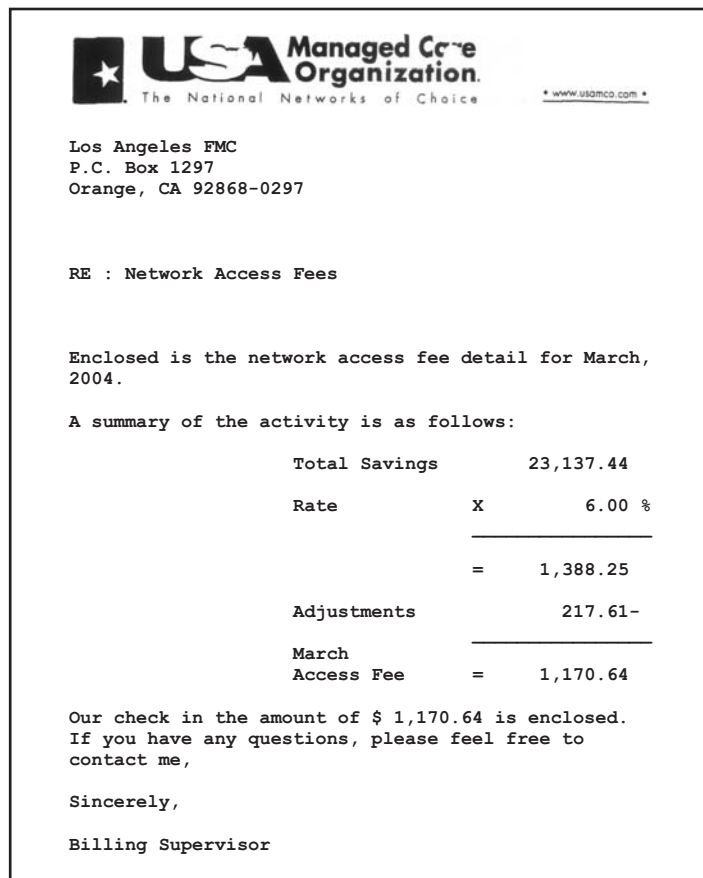 USA Managed Care
Organization.
The National Networks of Choice
• www.usamco.com •
Los Angeles FMC
P.C. Box 1297
Orange, CA 92868-0297
RE : Network Access Fees
Enclosed is the network access fee detail for March,
2004.
A summary of the activity is as follows:
Total Savings 23,137.44
Rate X 6.00 %
= 1,388.25
Adjustments 217.61-
March
Access Fee = 1,170.64
Our check in the amount of $ 1,170.64 is enclosed.
If you have any questions, please feel free to
contact me,
Sincerely,
Billing Supervisor